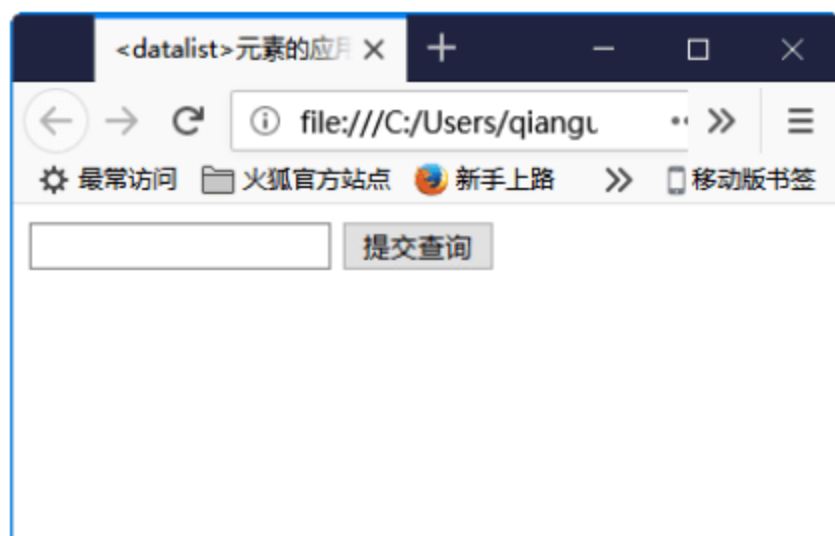 <datalist>元素的应用
file:///C:/Users/qiangu
最常访问 火狐官方站点 新手上路 移动版书签
提交查询